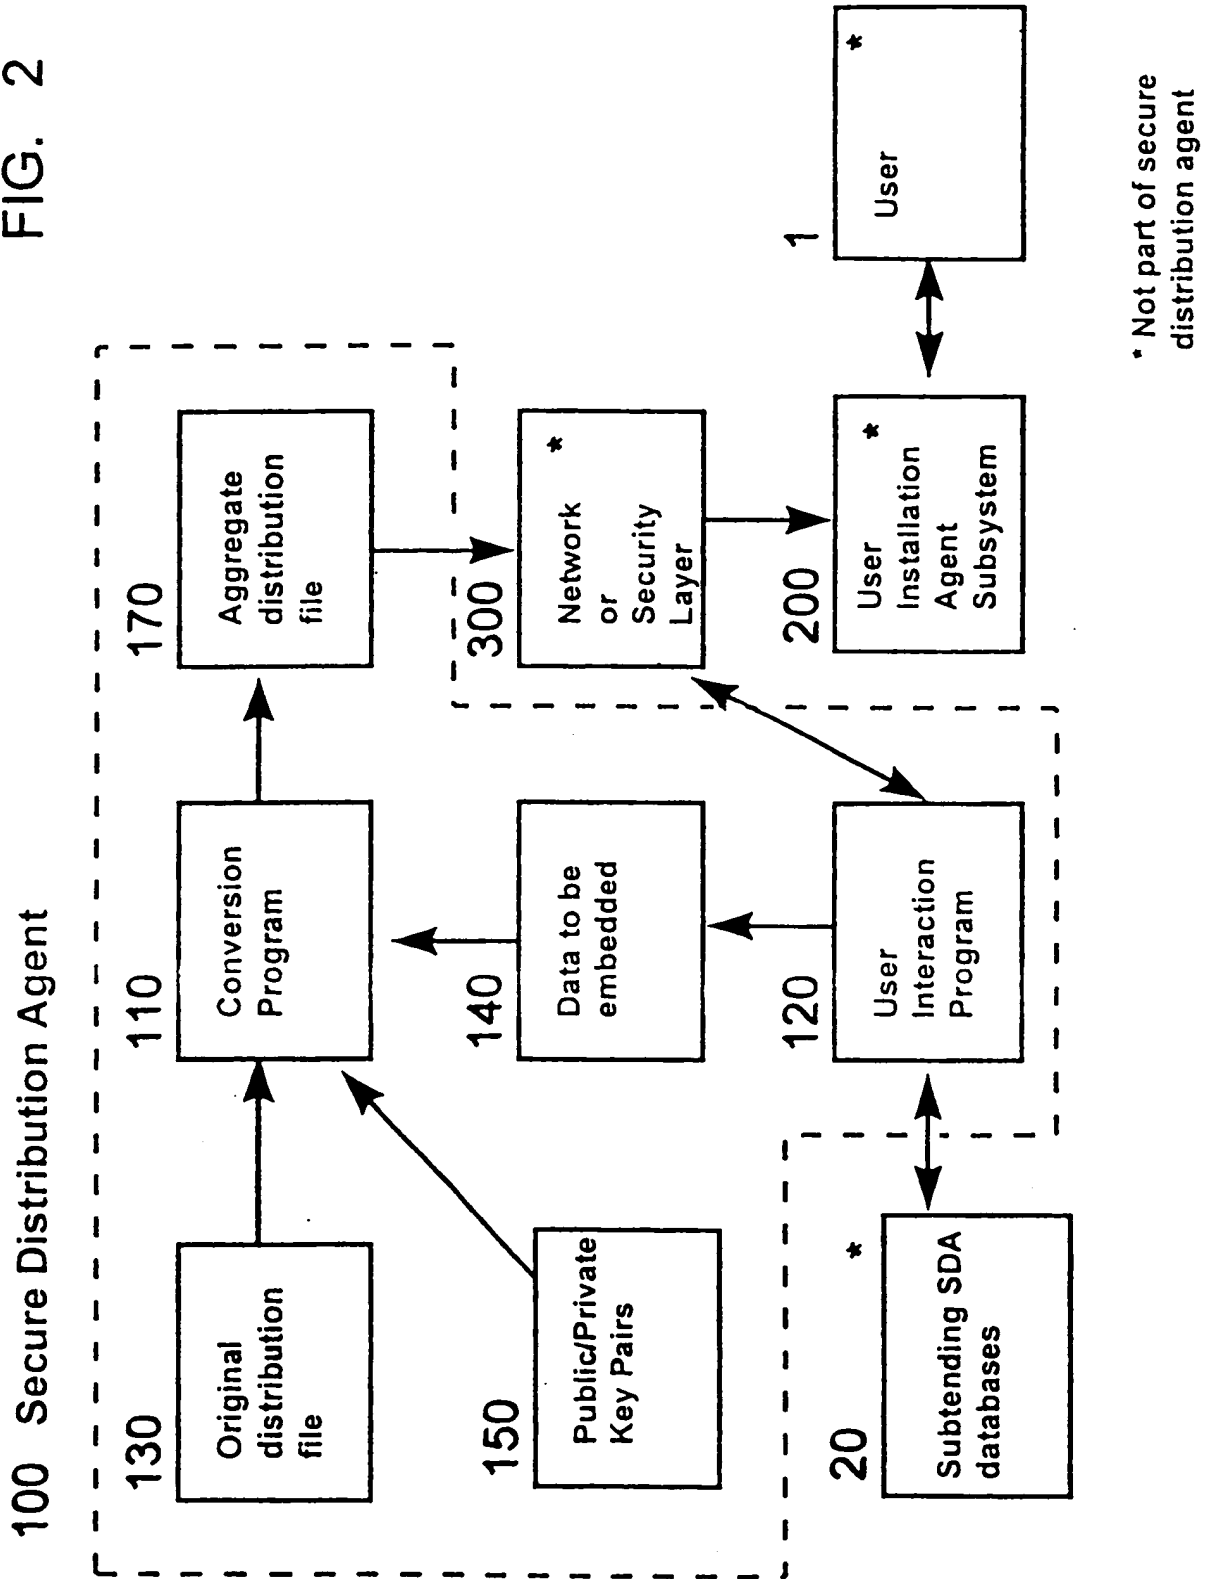 FIG. 2
100 Secure Distribution Agent
130
Original
distribution
file
110
Conversion
Program
170
Aggregate
distribution
file
150
Public/Private
Key Pairs
140
Data to be
embedded
300
Network *
or
Security
Layer
20 *
Subtending SDA
databases
120
User
Interaction
Program
200
User *
Installation
Agent
Subsystem
1
User *
* Not part of secure
distribution agent